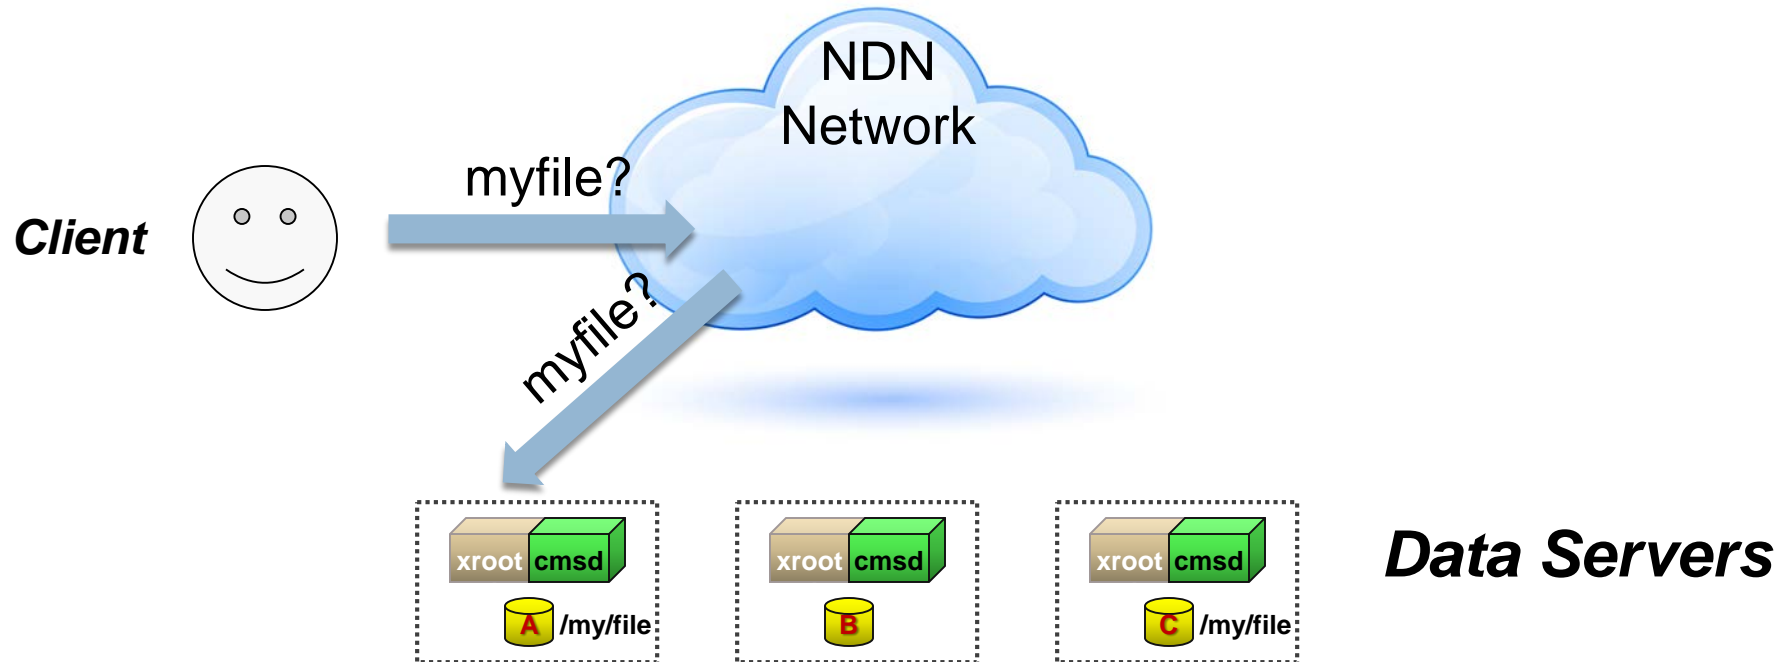 NDN
Network
myfile?
Client
myfile?
xroot cmsd
A /my/file
xroot cmsd
B
xroot cmsd
C /my/file
Data Servers